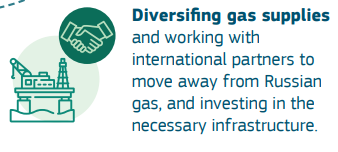 Diversifing gas supplies
and working with
international partners to
move away from Russian
gas, and investing in the
necessary infrastructure.